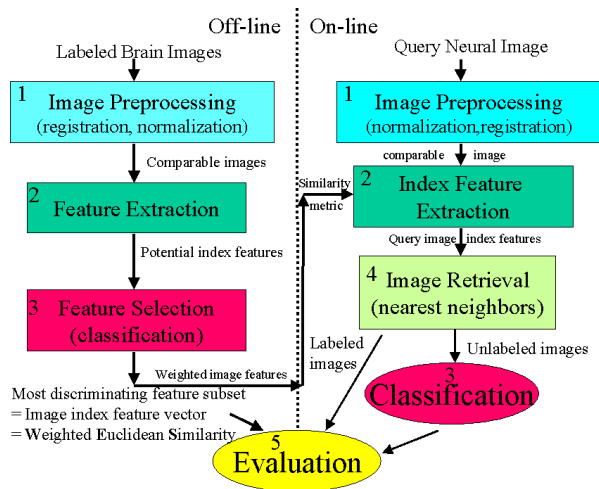 Off-line
On-line
Labeled Brain Images
Query Neural Image
1
Image Preprocessing
(registration, normalization)
1
Image Preprocessing
(normalization,registration)
Comparable images
comparable image
2
Feature Extraction
Similarity
metric
2
Index Feature
Extraction
Potential index features
Query image index features
3
Feature Selection
(classification)
4
Image Retrieval
(nearest neighbors)
Weighted image features
Labeled
images
Unlabeled images
Most discriminating feature subset
= Image index feature vector
= Weighted Euclidean Similarity
3
Classification
5
Evaluation